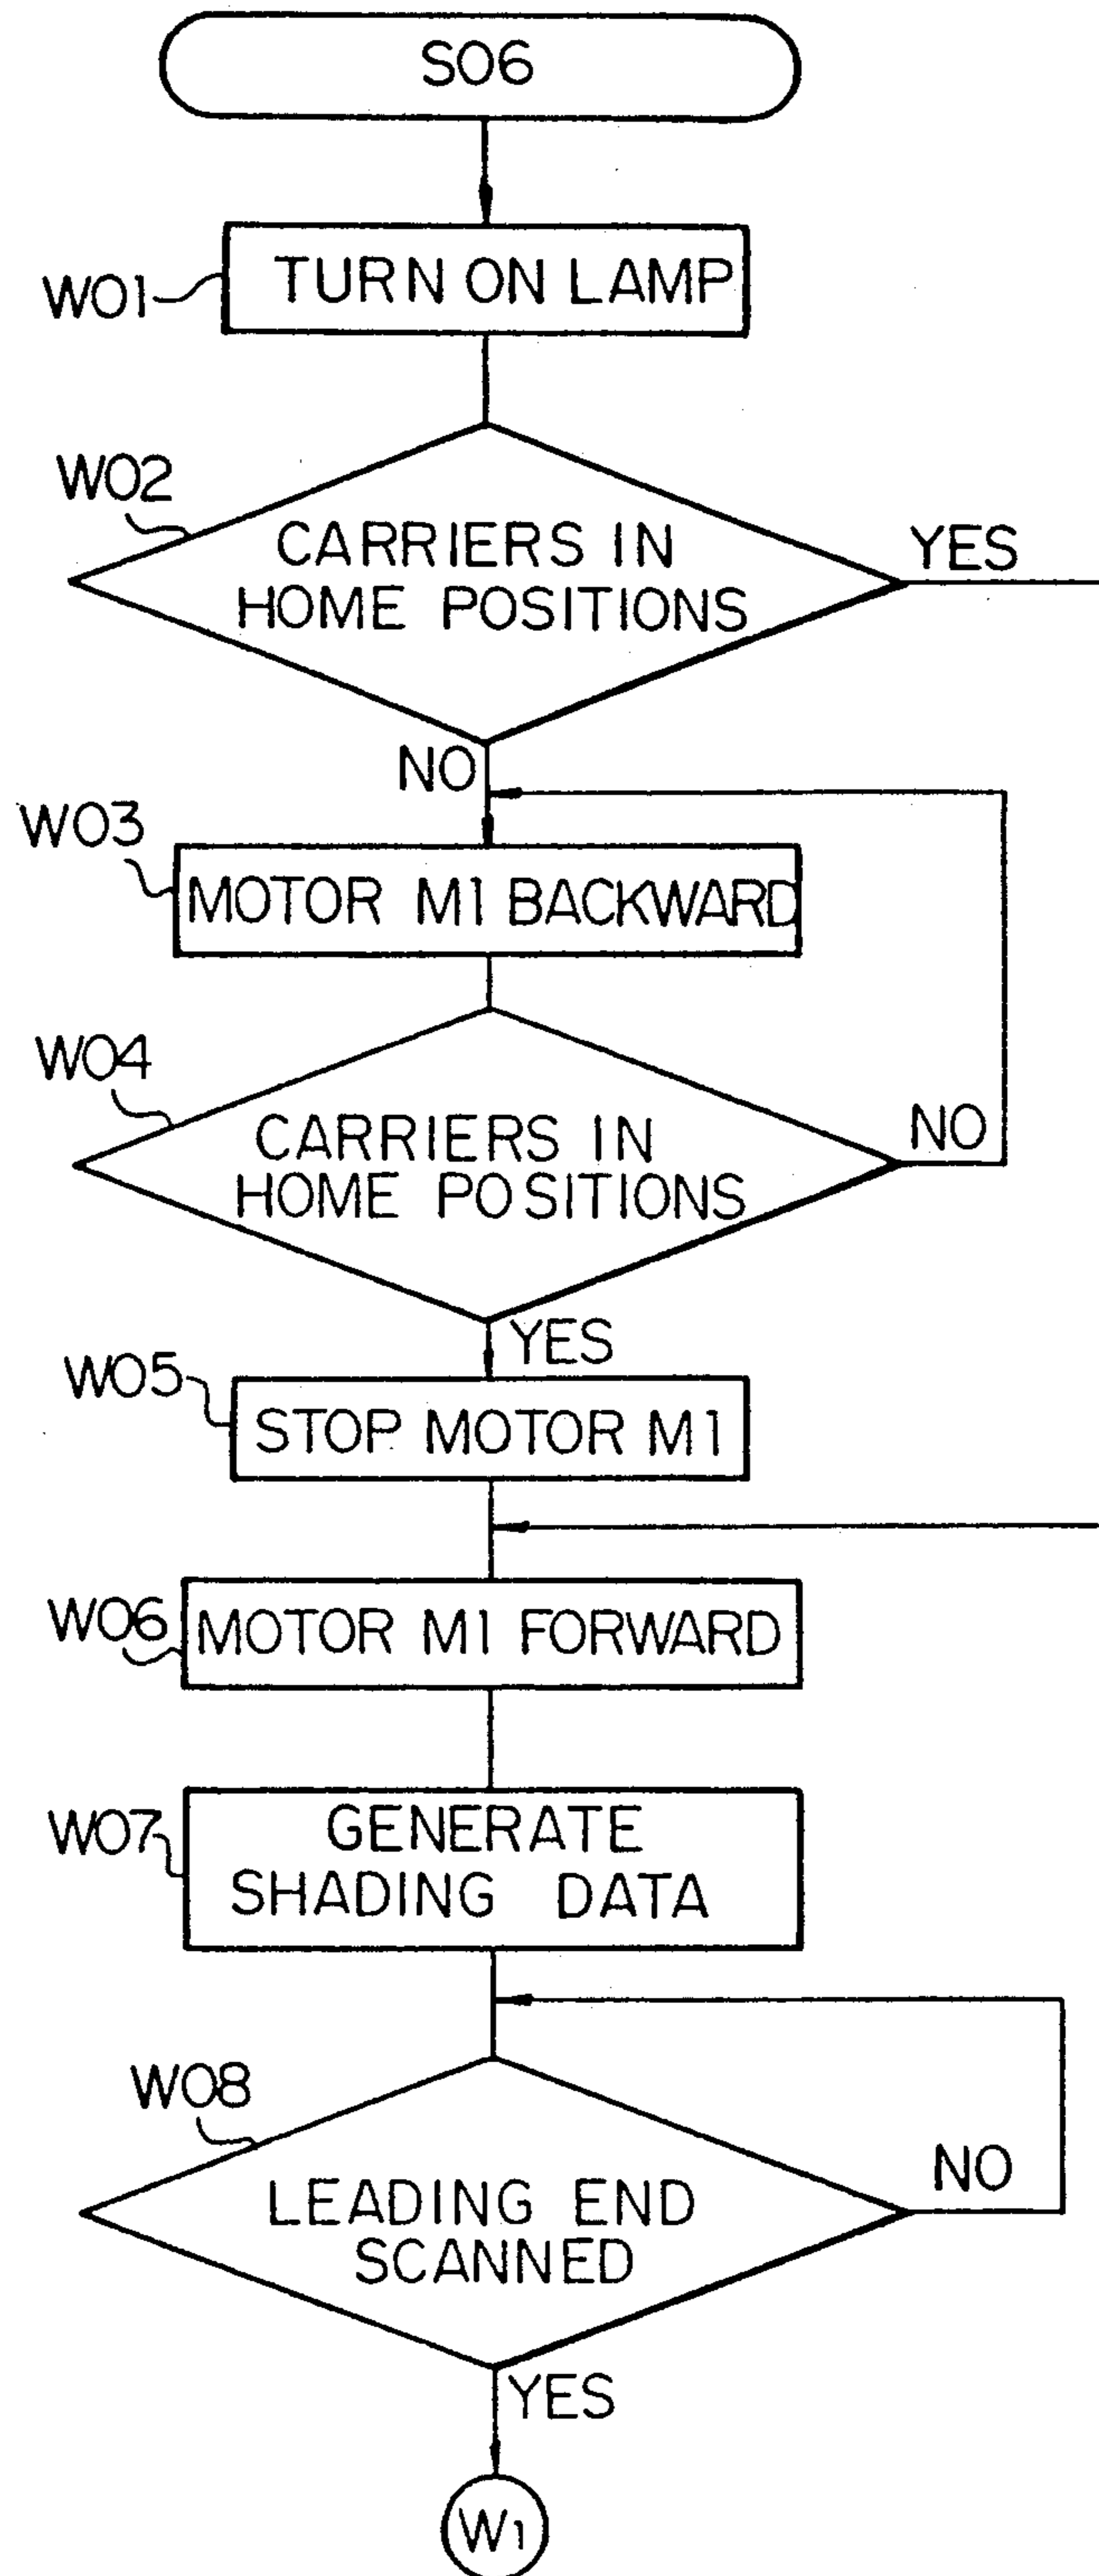 S06
W01
TURN ON LAMP
W02
CARRIERS IN
HOME POSITIONS
YES
NO
W03
MOTOR M1 BACKWARD
W04
CARRIERS IN
HOME POSITIONS
NO
YES
W05
STOP MOTOR M1
W06
MOTOR M1 FORWARD
W07
GENERATE
SHADING DATA
W08
LEADING END
SCANNED
NO
YES
W1